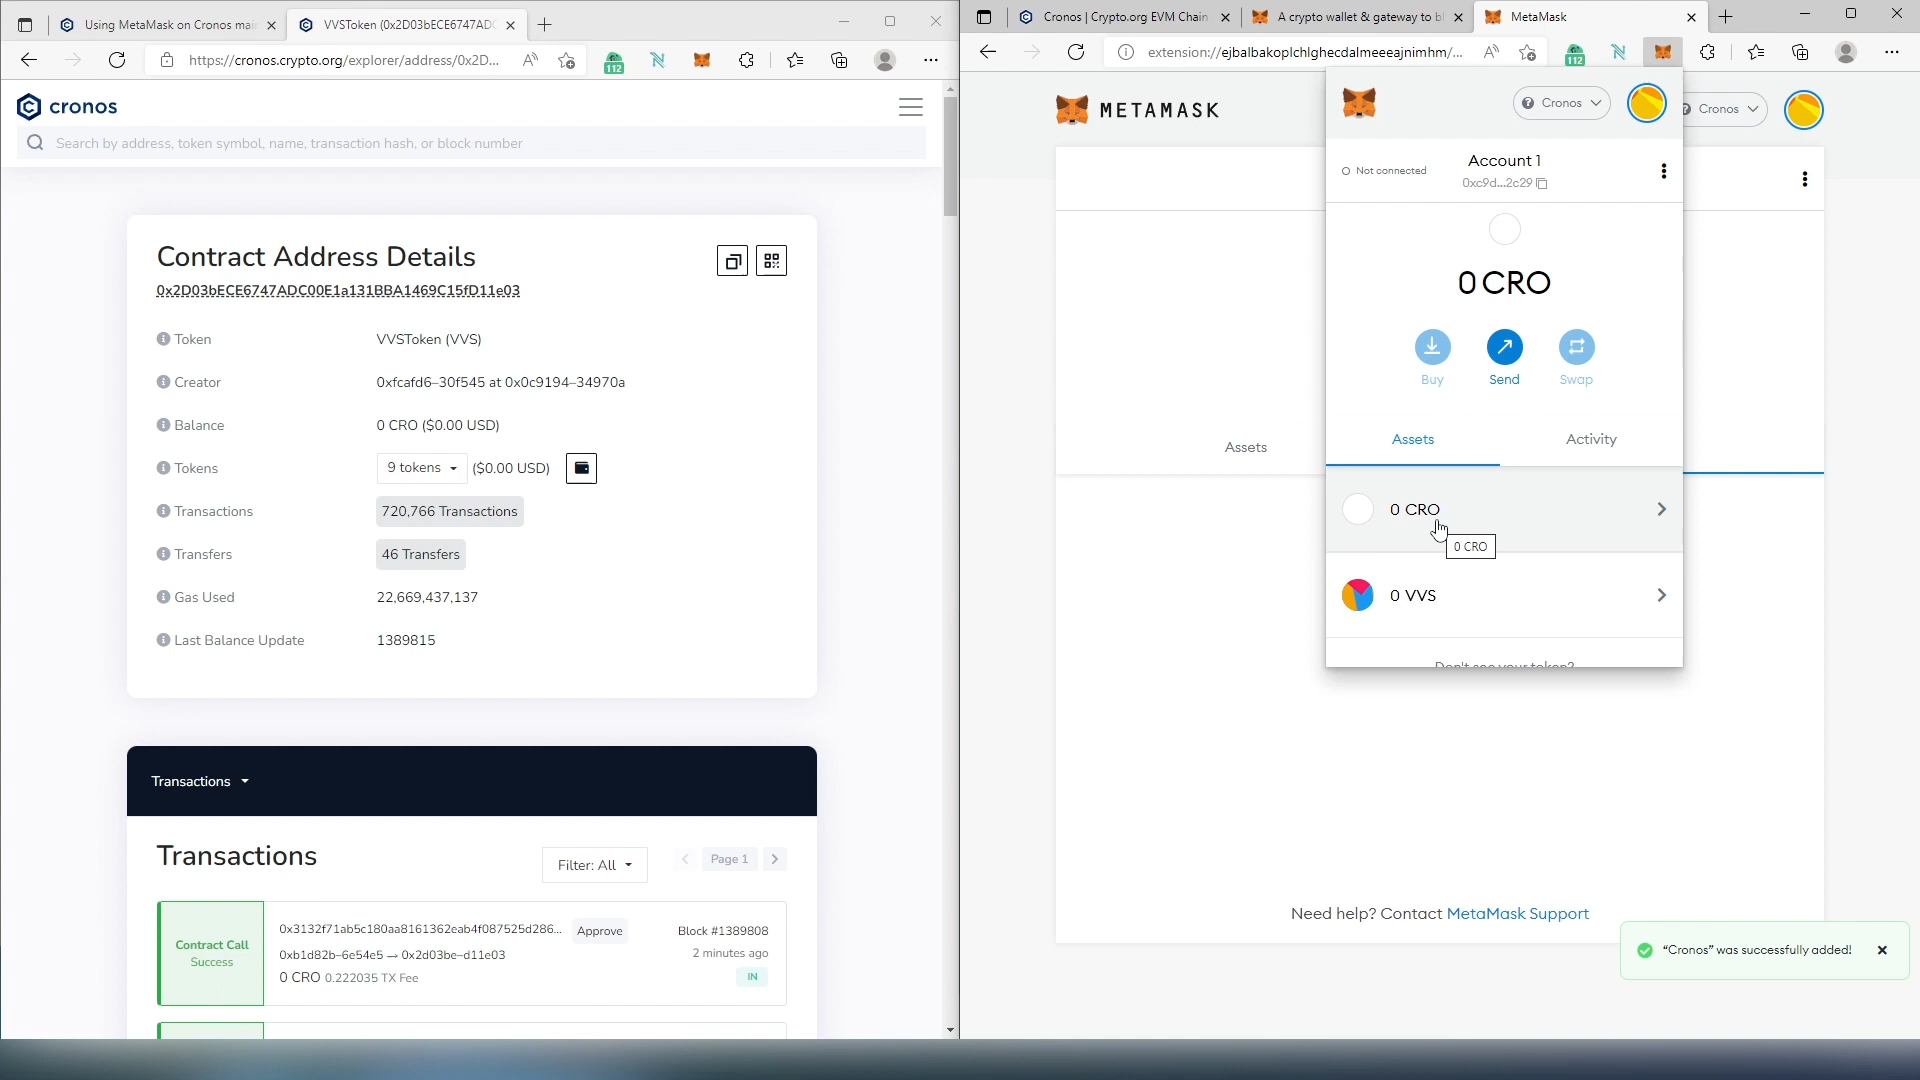 Using MetaMask on Cronos mai
VVSToken (0x2D03bECE6747ADC
https://cronos.crypto.org/explorer/address/0x2D...
112
cronos
Search by address, token symbol, name, transaction hash, or block number
Contract Address Details
0x2D03bECE6747ADC00E1a131BBA1469C15fD11e03
Token VVSToken (VVS)
Creator 0xfcafd6–30f545 at 0x0c9194–34970a
Balance 0 CRO ($0.00 USD)
Tokens 9 tokens ($0.00 USD)
Transactions 720,766 Transactions
Transfers 46 Transfers
Gas Used 22,669,437,137
Last Balance Update 1389815
Transactions
Transactions
Filter: All
Page 1
Contract Call
Success
0x3132f71ab5c180aa8161362eab4f087525d286... Approve
0xb1d82b–6e54e5 → 0x2d03be–d11e03
0 CRO 0.222035 TX Fee
Block #1389808
2 minutes ago
IN
Cronos | Crypto.org EVM Chain
A crypto wallet & gateway to bl
MetaMask
extension://ejbalbakoplchlghecdalmeeeajnimhm/...
112
METAMASK
Cronos
Cronos
Not connected
Account 1
0xc9d...2c29
0 CRO
Buy
Send
Swap
Assets
Activity
Assets
0 CRO
0 CRO
0 VVS
Don't see your token?
Need help? Contact MetaMask Support
“Cronos” was successfully added!